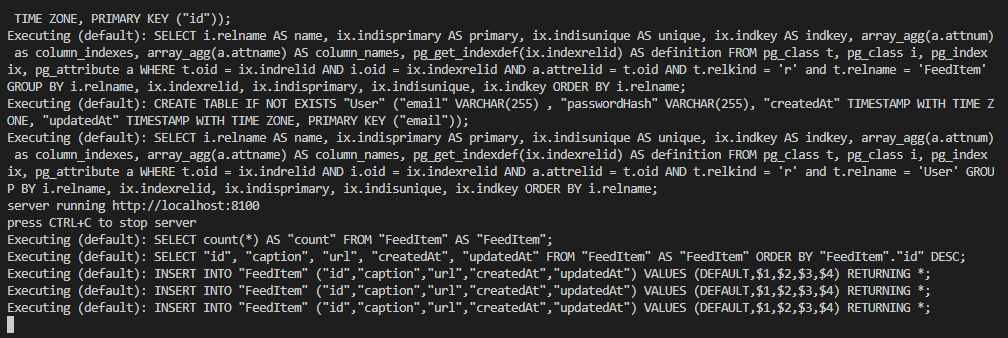 TIME ZONE, PRIMARY KEY ("id"));
Executing (default): SELECT i.relname AS name, ix.indisprimary AS primary, ix.indisunique AS unique, ix.indkey AS indkey, array_agg(a.attnum)
as column_indexes, array_agg(a.attname) AS column_names, pg_get_indexdef(ix.indexrelid) AS definition FROM pg_class t, pg_class i, pg_index
ix, pg_attribute a WHERE t.oid = ix.indrelid AND i.oid = ix.indexrelid AND a.attrelid = t.oid AND t.relkind = 'r' and t.relname = 'FeedItem'
GROUP BY i.relname, ix.indexrelid, ix.indisprimary, ix.indisunique, ix.indkey ORDER BY i.relname;
Executing (default): CREATE TABLE IF NOT EXISTS "User" ("email" VARCHAR(255) , "passwordHash" VARCHAR(255), "createdAt" TIMESTAMP WITH TIME Z
ONE, "updatedAt" TIMESTAMP WITH TIME ZONE, PRIMARY KEY ("email"));
Executing (default): SELECT i.relname AS name, ix.indisprimary AS primary, ix.indisunique AS unique, ix.indkey AS indkey, array_agg(a.attnum)
as column_indexes, array_agg(a.attname) AS column_names, pg_get_indexdef(ix.indexrelid) AS definition FROM pg_class t, pg_class i, pg_index
ix, pg_attribute a WHERE t.oid = ix.indrelid AND i.oid = ix.indexrelid AND a.attrelid = t.oid AND t.relkind = 'r' and t.relname = 'User' GROU
P BY i.relname, ix.indexrelid, ix.indisprimary, ix.indisunique, ix.indkey ORDER BY i.relname;
server running http://localhost:8100
press CTRL+C to stop server
Executing (default): SELECT count(*) AS "count" FROM "FeedItem" AS "FeedItem";
Executing (default): SELECT "id", "caption", "url", "createdAt", "updatedAt" FROM "FeedItem" AS "FeedItem" ORDER BY "FeedItem"."id" DESC;
Executing (default): INSERT INTO "FeedItem" ("id","caption","url","createdAt","updatedAt") VALUES (DEFAULT,$1,$2,$3,$4) RETURNING *;
Executing (default): INSERT INTO "FeedItem" ("id","caption","url","createdAt","updatedAt") VALUES (DEFAULT,$1,$2,$3,$4) RETURNING *;
Executing (default): INSERT INTO "FeedItem" ("id","caption","url","createdAt","updatedAt") VALUES (DEFAULT,$1,$2,$3,$4) RETURNING *;